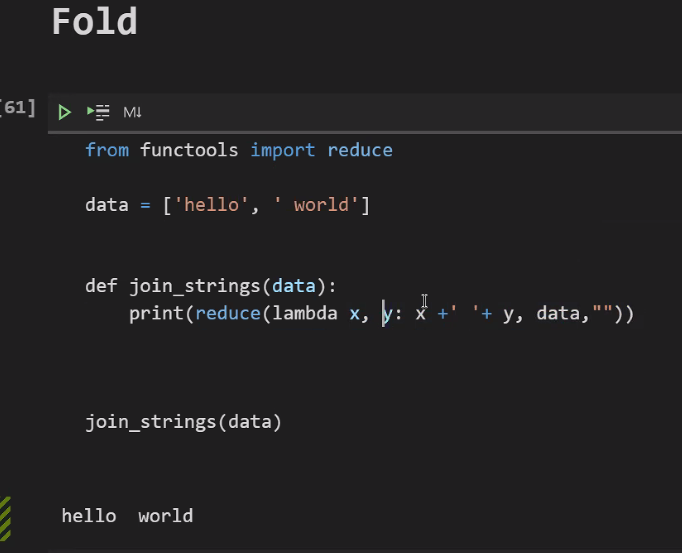 Fold
[61]
M↓
from functools import reduce
data = ['hello', ' world']
def join_strings(data):
print(reduce(lambda x, y: x +' '+ y, data,""))
join_strings(data)
hello  world